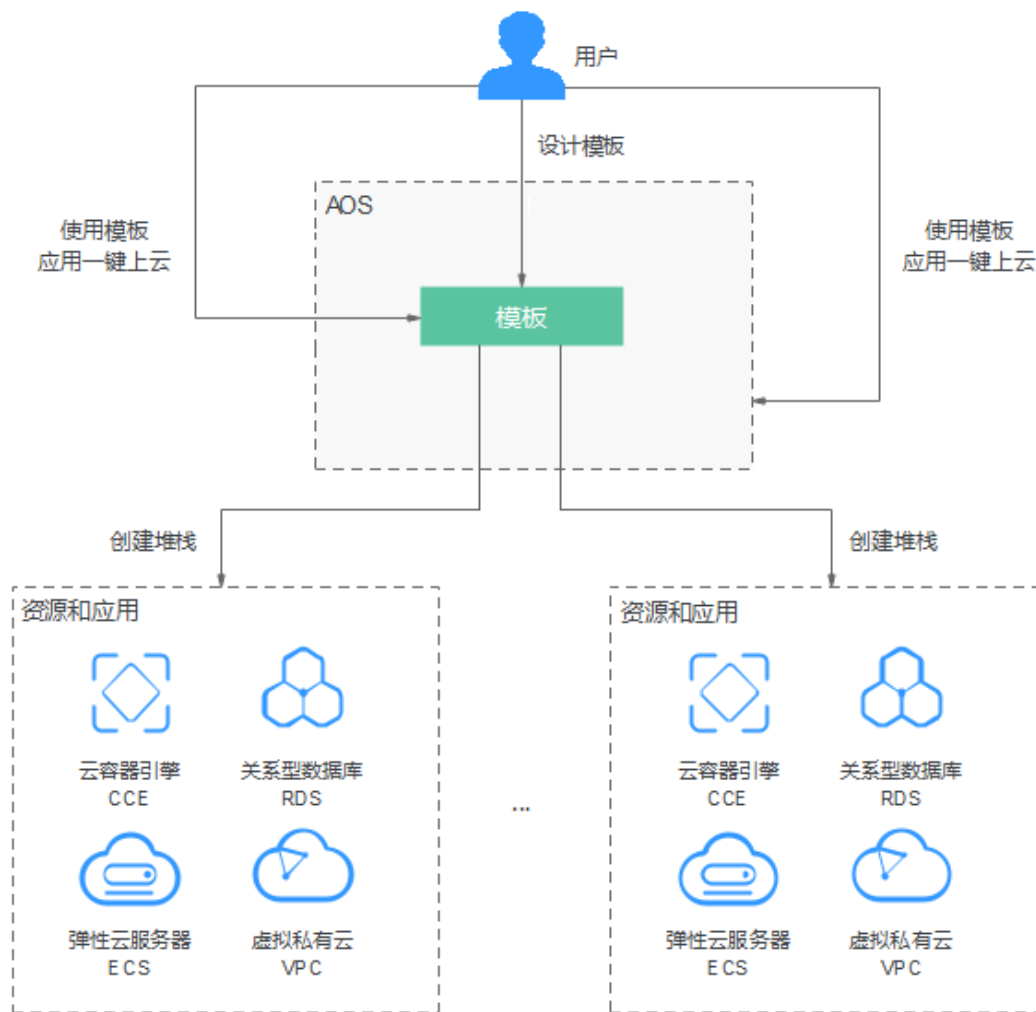 用户
设计模板
AOS
使用模板
应用一键上云
使用模板
应用一键上云
模板
创建堆栈
创建堆栈
资源和应用
资源和应用
云容器引擎
CCE
关系型数据库
RDS
云容器引擎
CCE
关系型数据库
RDS
...
弹性云服务器
ECS
虚拟私有云
VPC
弹性云服务器
ECS
虚拟私有云
VPC